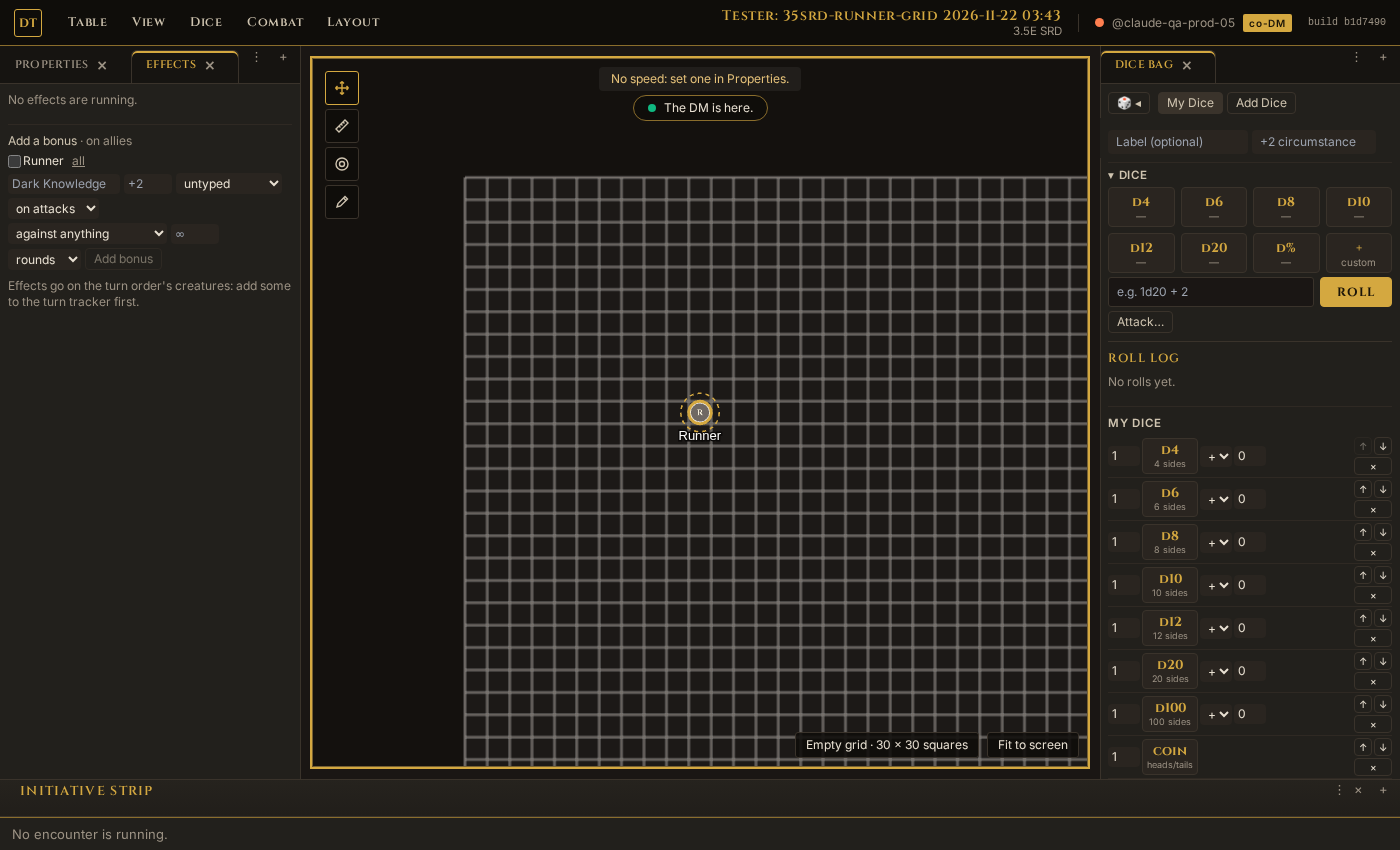 DT TABLE VIEW DICE COMBAT LAYOUT
TESTER: 35SRD-RUNNER-GRID 2026-11-22 03:43
3.5E SRD
@claude-qa-prod-05 co-DM build b1d7490
PROPERTIES × EFFECTS × ⋮ +
No effects are running.
Add a bonus · on allies
Runner all
Dark Knowledge +2 untyped
on attacks
against anything ∞
rounds Add bonus
Effects go on the turn order's creatures: add some
to the turn tracker first.
No speed: set one in Properties.
The DM is here.
R
Runner
Empty grid · 30 × 30 squares Fit to screen
DICE BAG × ⋮ +
🎲 ◂ My Dice Add Dice
Label (optional) +2 circumstance
▾ DICE
D4 D6 D8 D10
— — — —
D12 D20 D% +
— — — custom
e.g. 1d20 + 2 ROLL
Attack…
ROLL LOG
No rolls yet.
MY DICE
1 D4 + 0 ↑ ↓
4 sides ×
1 D6 + 0 ↑ ↓
6 sides ×
1 D8 + 0 ↑ ↓
8 sides ×
1 D10 + 0 ↑ ↓
10 sides ×
1 D12 + 0 ↑ ↓
12 sides ×
1 D20 + 0 ↑ ↓
20 sides ×
1 D100 + 0 ↑ ↓
100 sides ×
1 COIN ↑ ↓
heads/tails ×
INITIATIVE STRIP ⋮ × +
No encounter is running.